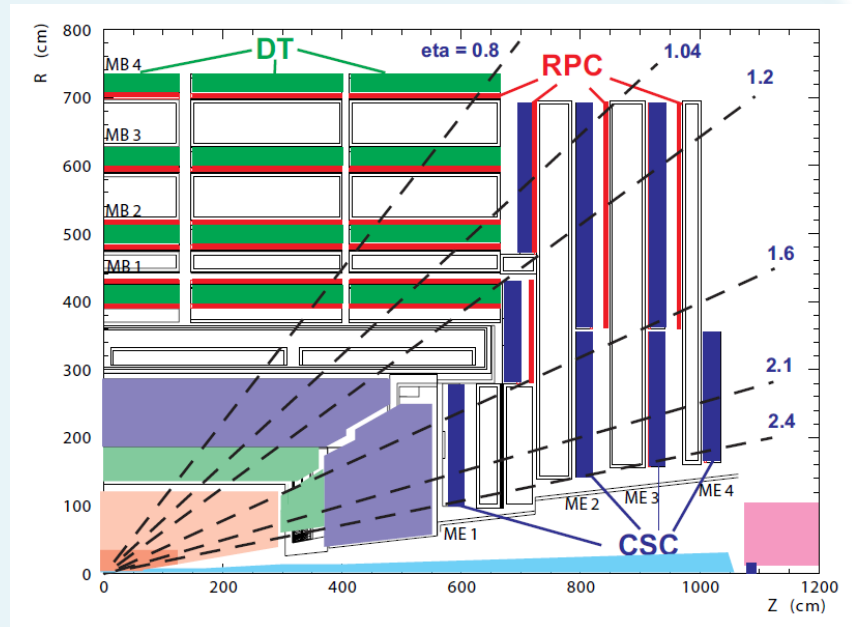 R (cm)
800
700
600
500
400
300
200
100
0
MB 4
MB 3
MB 2
MB 1
DT
eta = 0.8
RPC
1.04
1.2
1.6
2.1
2.4
ME 1
ME 2
ME 3
ME 4
CSC
0
200
400
600
800
1000
1200
Z (cm)